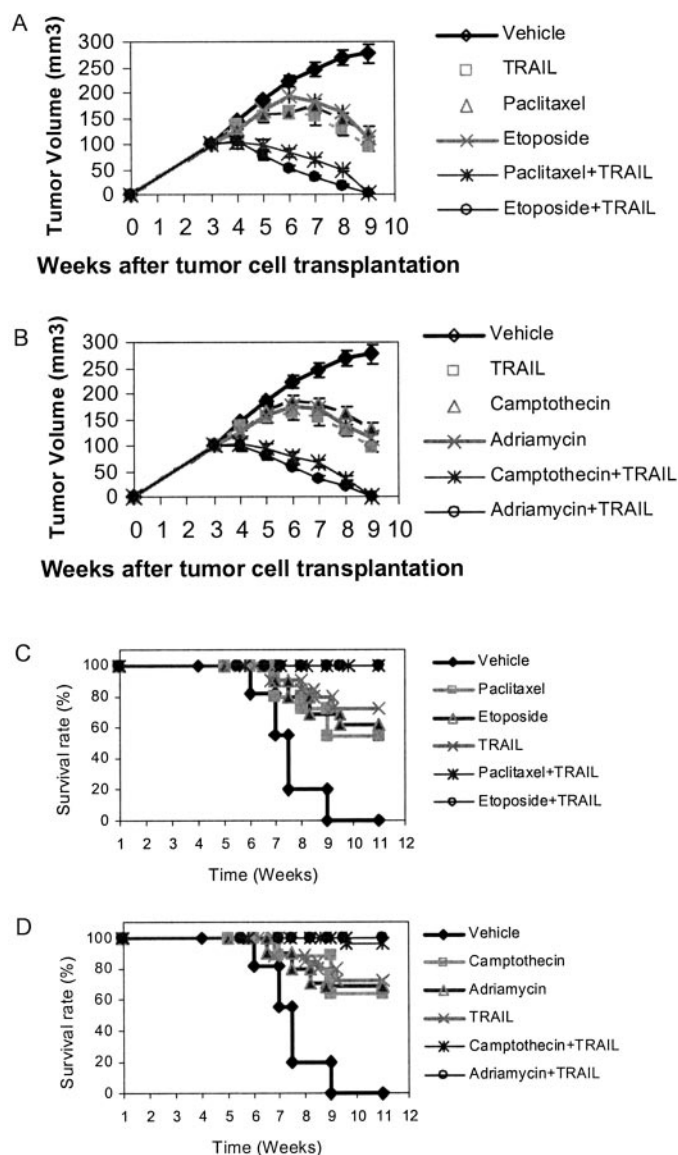 A
Tumor Volume (mm3)
300
250
200
150
100
50
0
0 1 2 3 4 5 6 7 8 9 10
Weeks after tumor cell transplantation
Vehicle
TRAIL
Paclitaxel
Etoposide
Paclitaxel+TRAIL
Etoposide+TRAIL
B
Tumor Volume (mm3)
300
250
200
150
100
50
0
0 1 2 3 4 5 6 7 8 9 10
Weeks after tumor cell transplantation
Vehicle
TRAIL
Camptothecin
Adriamycin
Camptothecin+TRAIL
Adriamycin+TRAIL
C
Survival rate (%)
100
80
60
40
20
0
1 2 3 4 5 6 7 8 9 10 11 12
Time (Weeks)
Vehicle
Paclitaxel
Etoposide
TRAIL
Paclitaxel+TRAIL
Etoposide+TRAIL
D
Survival rate (%)
100
80
60
40
20
0
1 2 3 4 5 6 7 8 9 10 11 12
Time (Weeks)
Vehicle
Camptothecin
Adriamycin
TRAIL
Camptothecin+TRAIL
Adriamycin+TRAIL